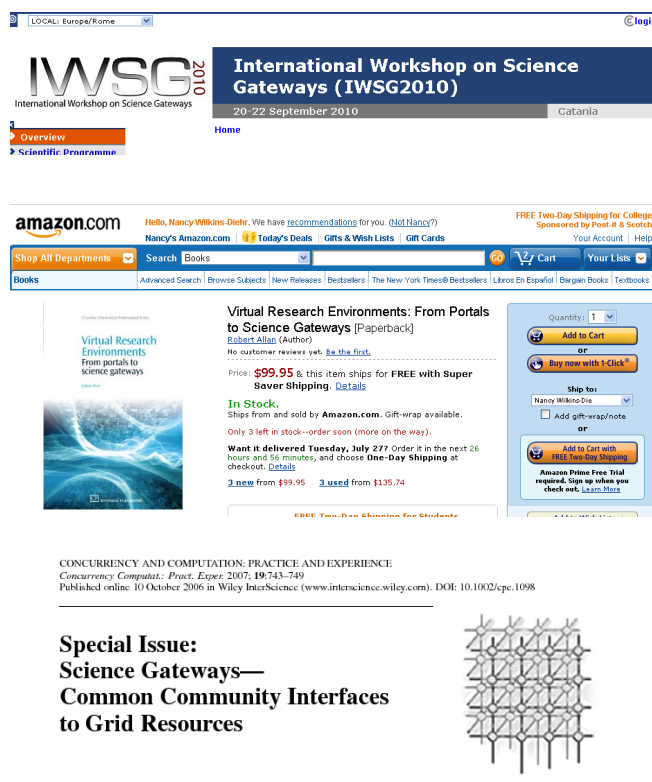 LOCAL: Europe/Rome
logi
IWSG 2010
International Workshop on Science Gateways
International Workshop on Science
Gateways (IWSG2010)
20-22 September 2010 Catania
Home
Overview
Scientific Programme
amazon.com
Hello, Nancy Wilkins-Diehr. We have recommendations for you. (Not Nancy?)
FREE Two-Day Shipping for College
Sponsored by Post-it & Scotch
Nancy's Amazon.com Today's Deals Gifts & Wish Lists Gift Cards
Your Account Help
Shop All Departments Search Books GO 2 Cart Your Lists
Books Advanced Search Browse Subjects New Releases Bestsellers The New York Times® Bestsellers Libros En Español Bargain Books Textbooks
Virtual Research
Environments
From portals to
science gateways
Virtual Research Environments: From Portals
to Science Gateways [Paperback]
Robert Allan (Author)
No customer reviews yet. Be the first.
Price: $99.95 & this item ships for FREE with Super
Saver Shipping. Details
In Stock.
Ships from and sold by Amazon.com. Gift-wrap available.
Only 3 left in stock--order soon (more on the way).
Want it delivered Tuesday, July 27? Order it in the next 26
hours and 56 minutes, and choose One-Day Shipping at
checkout. Details
3 new from $99.95 3 used from $135.74
FREE Two-Day Shipping for Students
Quantity: 1
Add to Cart
or
Buy now with 1-Click®
Ship to:
Nancy Wilkins-Die
Add gift-wrap/note
or
Add to Cart with
FREE Two-Day Shipping
Amazon Prime Free Trial
required. Sign up when you
check out. Learn More
CONCURRENCY AND COMPUTATION: PRACTICE AND EXPERIENCE
Concurrency Computat.: Pract. Exper. 2007; 19:743–749
Published online 10 October 2006 in Wiley InterScience (www.interscience.wiley.com). DOI: 10.1002/cpe.1098
Special Issue:
Science Gateways—
Common Community Interfaces
to Grid Resources